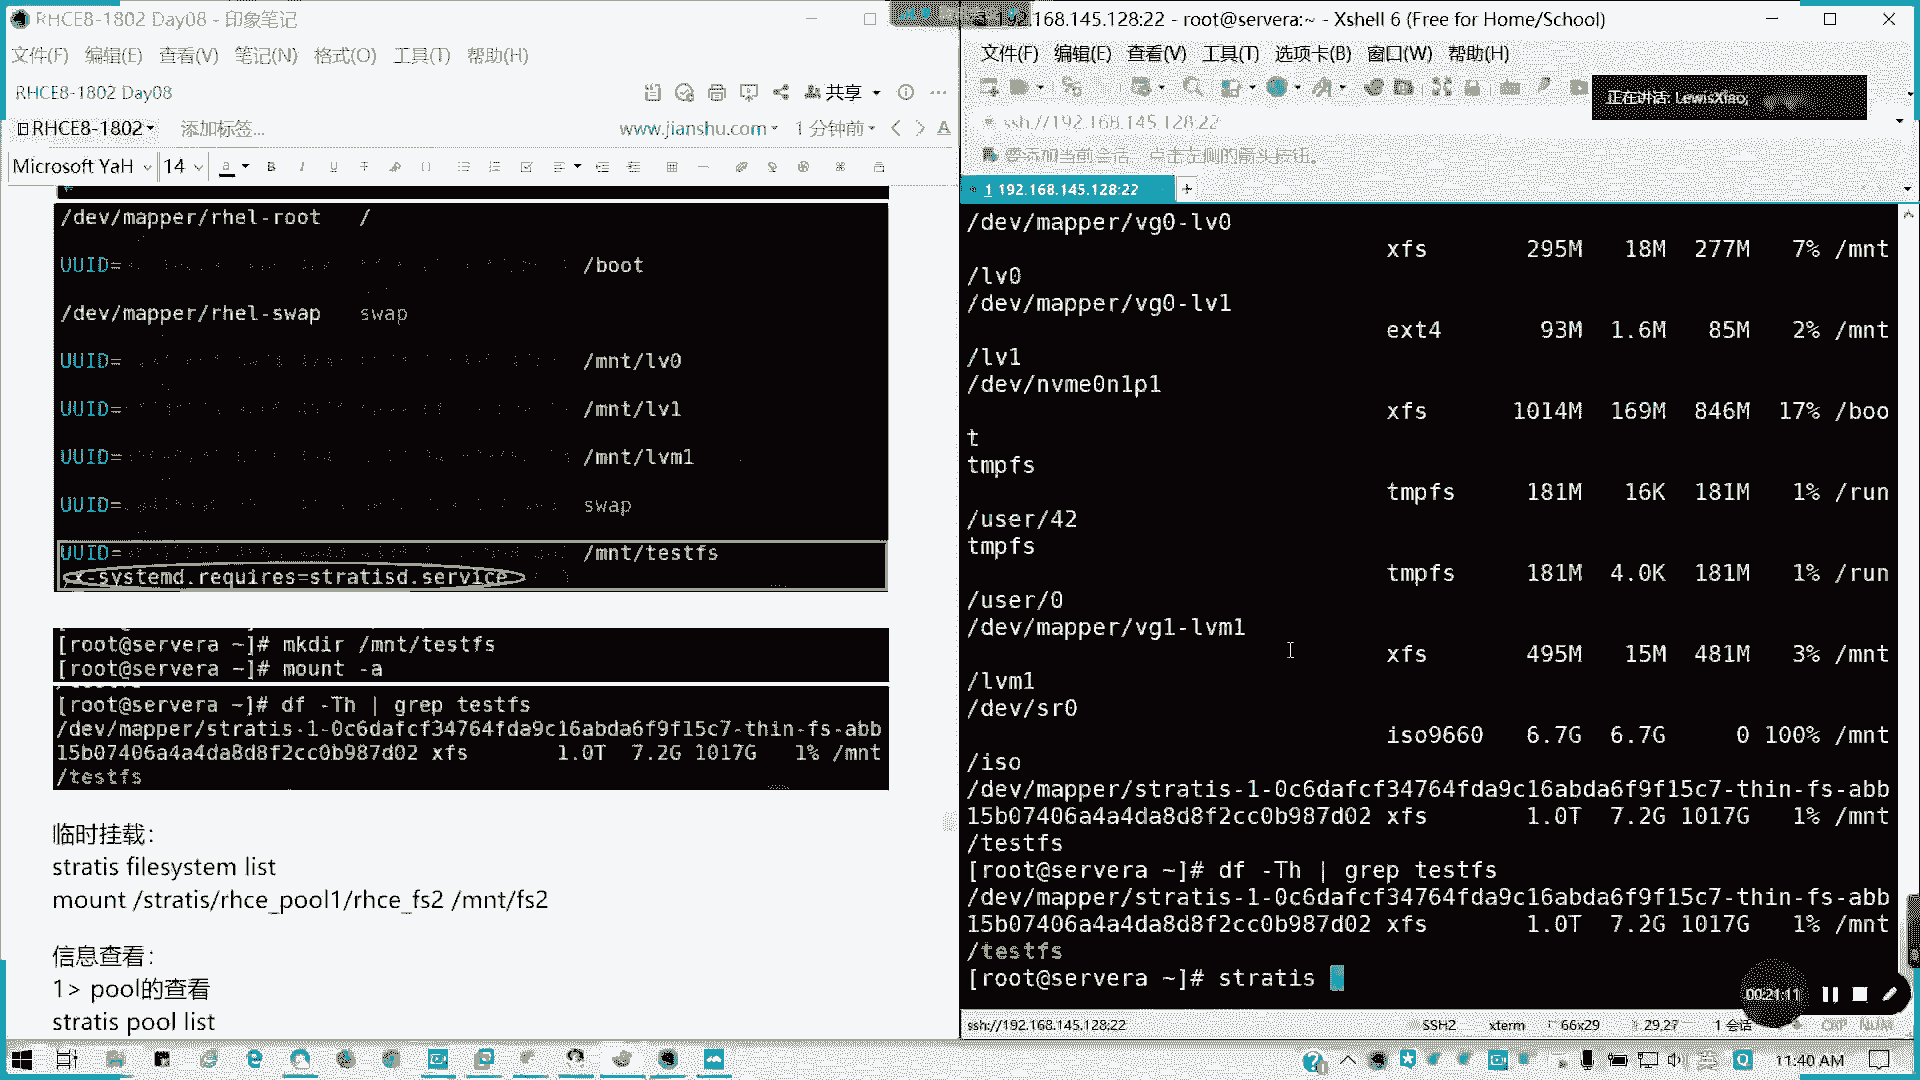 RHCE8-1802 Day08 - 印象笔记
文件(F) 编辑(E) 查看(V) 笔记(N) 格式(O) 工具(T) 帮助(H)
RHCE8-1802 Day08
共享
RHCE8-1802 添加标签...
www.jianshu.com 1 分钟前
Microsoft YaH 14
/dev/mapper/rhel-root /
UUID= /boot
/dev/mapper/rhel-swap swap
UUID= /mnt/lv0
UUID= /mnt/lv1
UUID= /mnt/lvm1
UUID= swap
UUID= /mnt/testfs
x-systemd.requires=stratisd.service
[root@servera ~]# mkdir /mnt/testfs
[root@servera ~]# mount -a
[root@servera ~]# df -Th | grep testfs
/dev/mapper/stratis-1-0c6dafcf34764fda9c16abda6f9f15c7-thin-fs-abb
15b07406a4a4da8d8f2cc0b987d02 xfs 1.0T 7.2G 1017G 1% /mnt
/testfs
临时挂载：
stratis filesystem list
mount /stratis/rhce_pool1/rhce_fs2 /mnt/fs2
信息查看：
1> pool的查看
stratis pool list
192.168.145.128:22 - root@servera:~ - Xshell 6 (Free for Home/School)
文件(F) 编辑(E) 查看(V) 工具(T) 选项卡(B) 窗口(W) 帮助(H)
正在讲话: LewisXiao;
ssh://192.168.145.128:22
要添加当前会话，点击左侧的箭头按钮。
1 192.168.145.128:22
/dev/mapper/vg0-lv0
xfs 295M 18M 277M 7% /mnt
/lv0
/dev/mapper/vg0-lv1
ext4 93M 1.6M 85M 2% /mnt
/lv1
/dev/nvme0n1p1
xfs 1014M 169M 846M 17% /boo
t
tmpfs
tmpfs 181M 16K 181M 1% /run
/user/42
tmpfs
tmpfs 181M 4.0K 181M 1% /run
/user/0
/dev/mapper/vg1-lvm1
xfs 495M 15M 481M 3% /mnt
/lvm1
/dev/sr0
iso9660 6.7G 6.7G 0 100% /mnt
/iso
/dev/mapper/stratis-1-0c6dafcf34764fda9c16abda6f9f15c7-thin-fs-abb
15b07406a4a4da8d8f2cc0b987d02 xfs 1.0T 7.2G 1017G 1% /mnt
/testfs
[root@servera ~]# df -Th | grep testfs
/dev/mapper/stratis-1-0c6dafcf34764fda9c16abda6f9f15c7-thin-fs-abb
15b07406a4a4da8d8f2cc0b987d02 xfs 1.0T 7.2G 1017G 1% /mnt
/testfs
[root@servera ~]# stratis
00:21:11
ssh://192.168.145.128:22 SSH2 xterm 66x29 29,27 1 会话 CAP NUM
英 11:40 AM